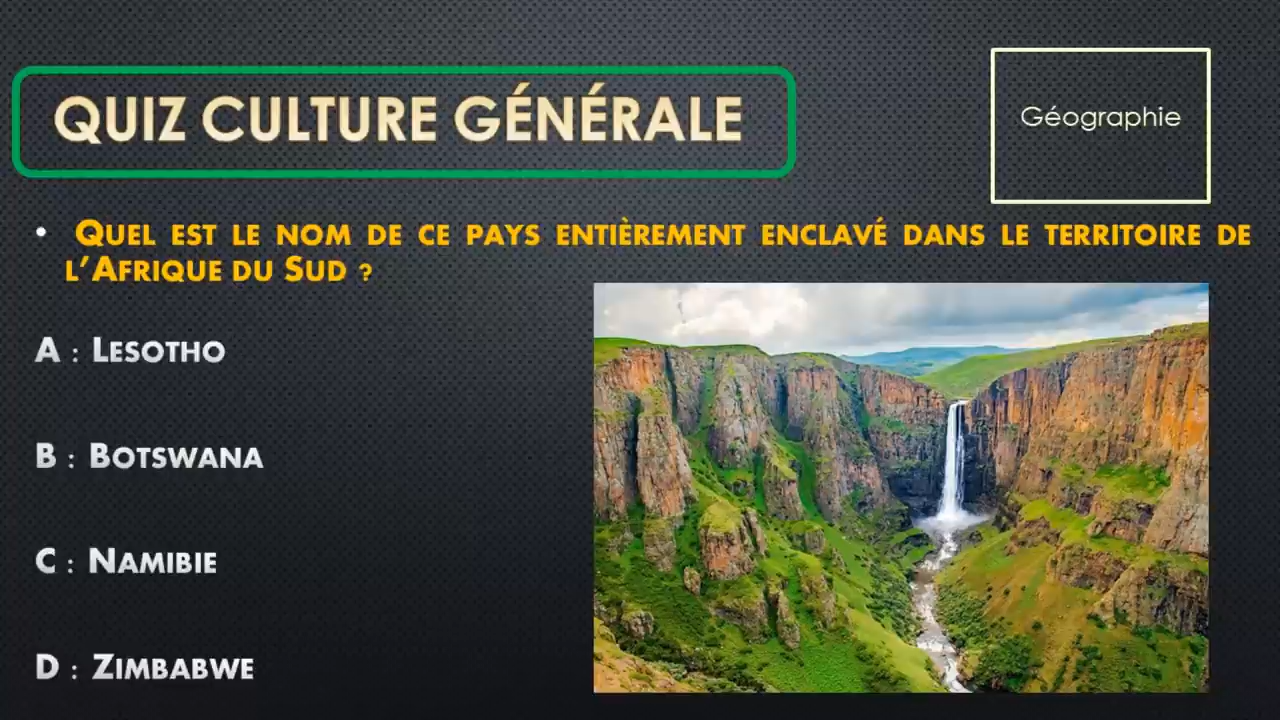 QUIZ CULTURE GÉNÉRALE
Géographie
• QUEL EST LE NOM DE CE PAYS ENTIÈREMENT ENCLAVÉ DANS LE TERRITOIRE DE
L'AFRIQUE DU SUD ?
A : LESOTHO
B : BOTSWANA
C : NAMIBIE
D : ZIMBABWE